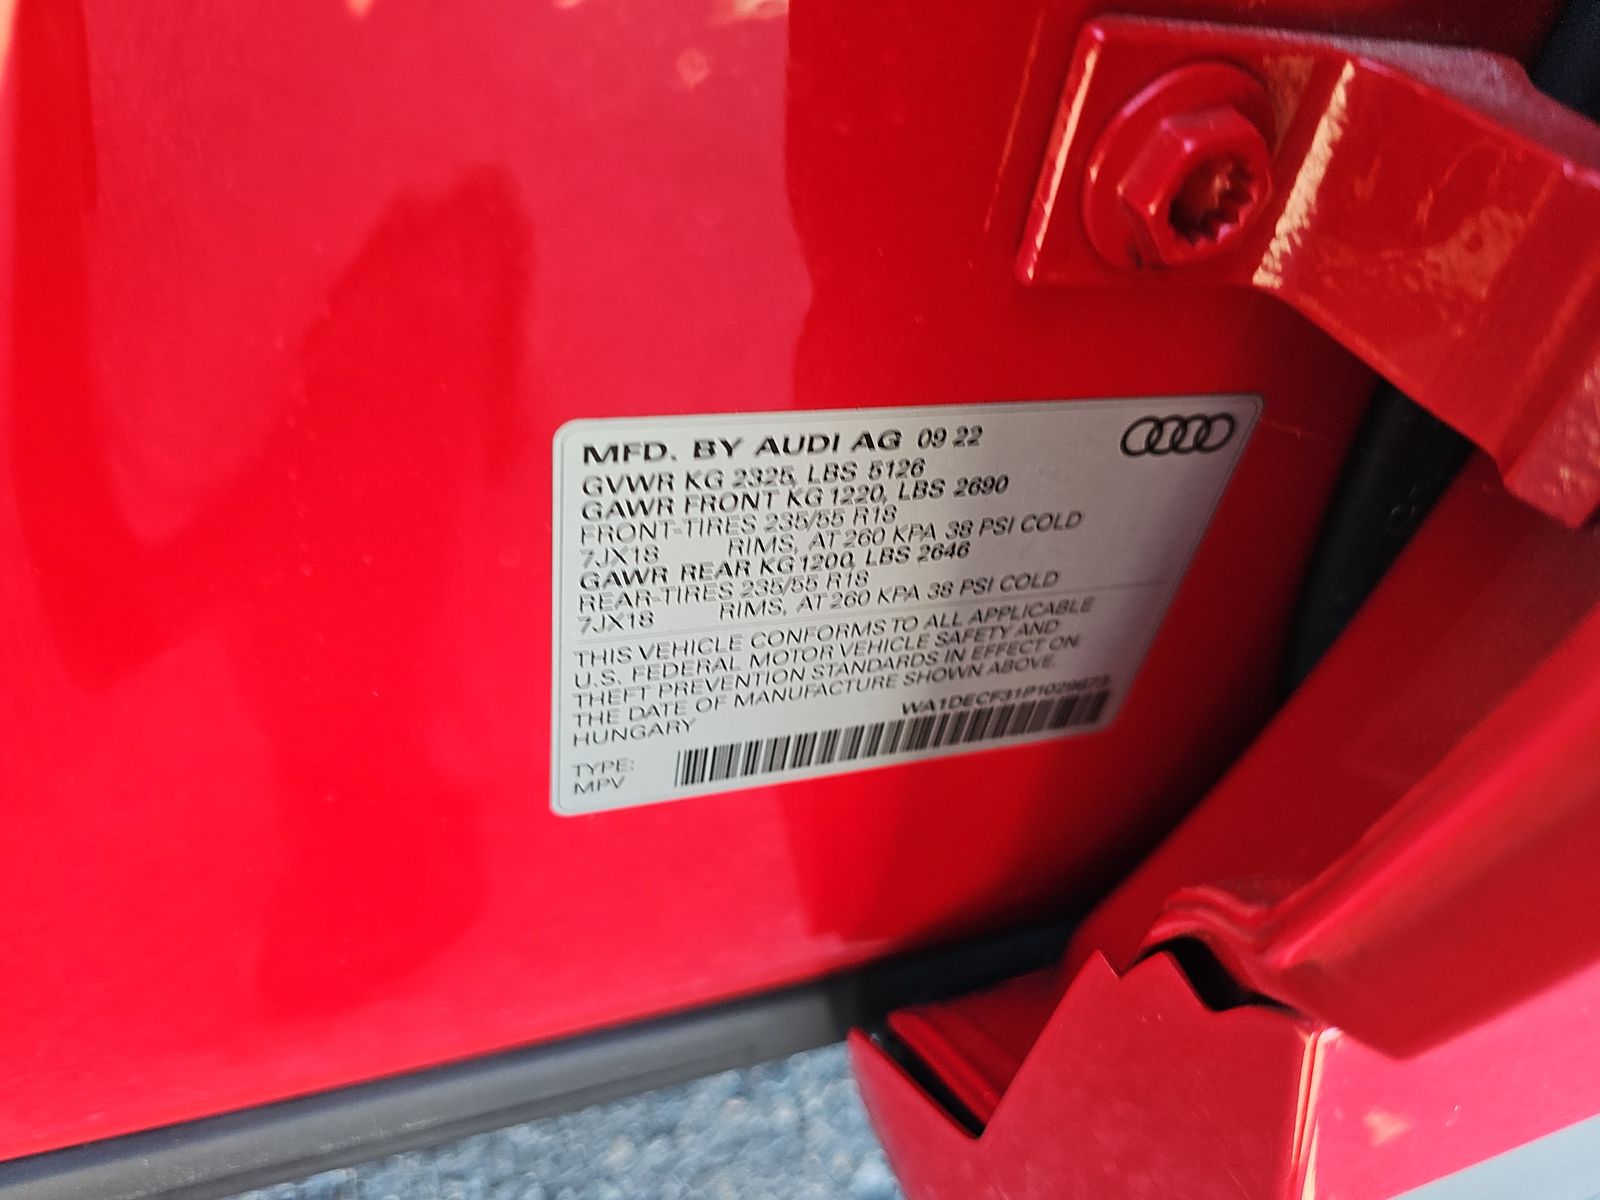 MFD. BY AUDI AG 09 22
GVWR KG 2325, LBS 5126
GAWR FRONT KG 1220, LBS 2690
FRONT-TIRES 235/55 R18
7JX18 RIMS, AT 260 KPA 38 PSI COLD
GAWR REAR KG 1200, LBS 2646
REAR-TIRES 235/55 R18
7JX18 RIMS, AT 260 KPA 38 PSI COLD
THIS VEHICLE CONFORMS TO ALL APPLICABLE
U.S. FEDERAL MOTOR VEHICLE SAFETY AND
THEFT PREVENTION STANDARDS IN EFFECT ON
THE DATE OF MANUFACTURE SHOWN ABOVE.
HUNGARY
WA1DECF31P1029673
TYPE:
MPV